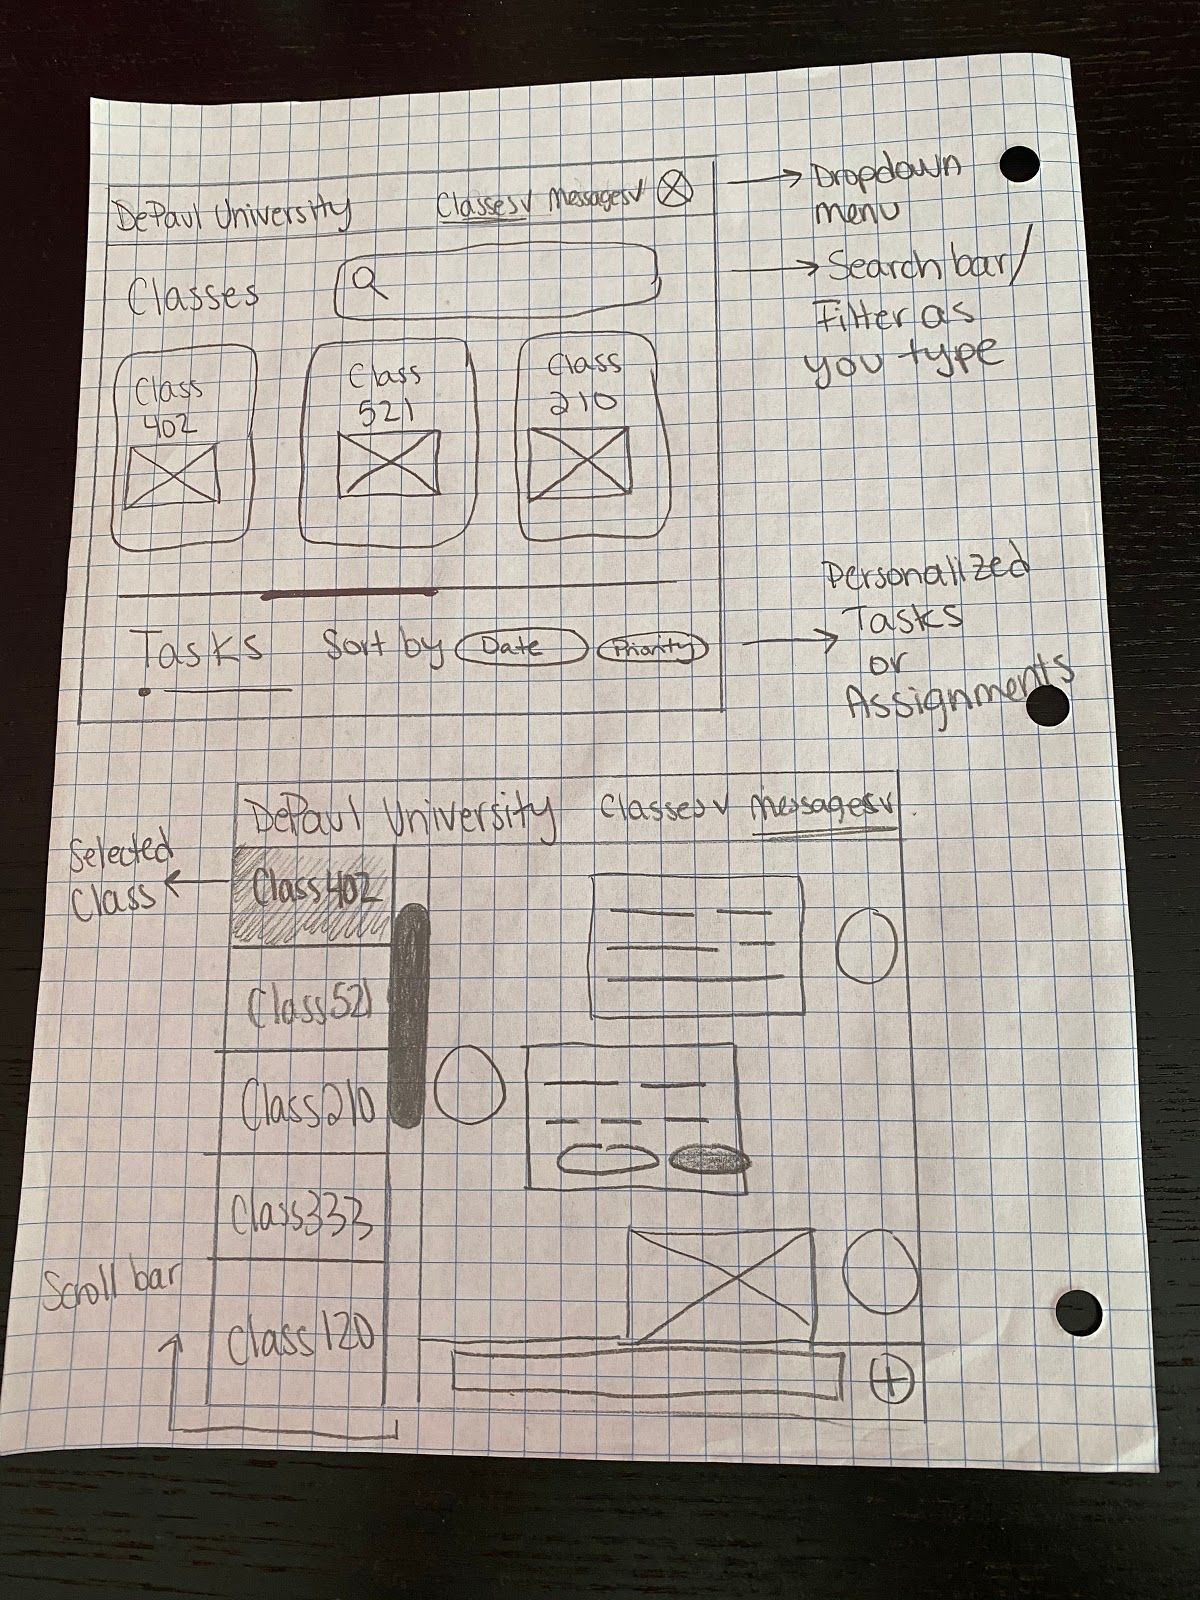 DePaul University Classes v Messages v
Dropdown
menu
Classes
Search bar/
Filter as
you type
Class
402
Class
521
Class
210
Tasks Sort by Date Priority
Personalized
Tasks
or
Assignments
DePaul University Classes v Messages v
Selected
Class
Class 402
Class 521
Class 210
Class 333
Class 120
Scroll bar